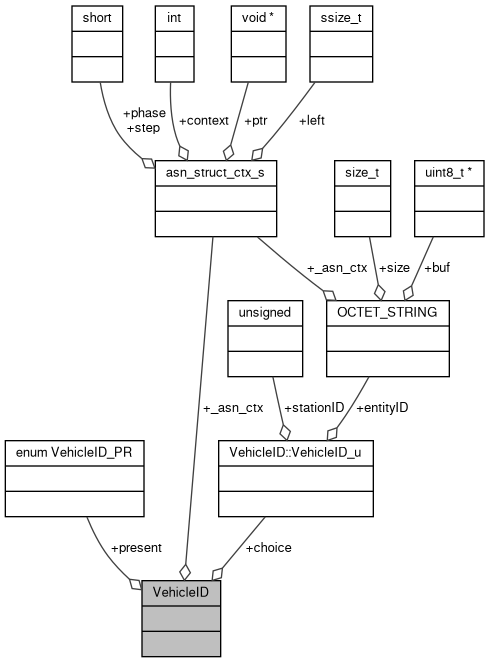 short
int
void *
ssize_t
+phase
+step
+context
+ptr
+left
asn_struct_ctx_s
size_t
uint8_t *
+_asn_ctx
+size
+buf
unsigned
OCTET_STRING
+_asn_ctx
+stationID
+entityID
enum VehicleID_PR
VehicleID::VehicleID_u
+present
+choice
VehicleID